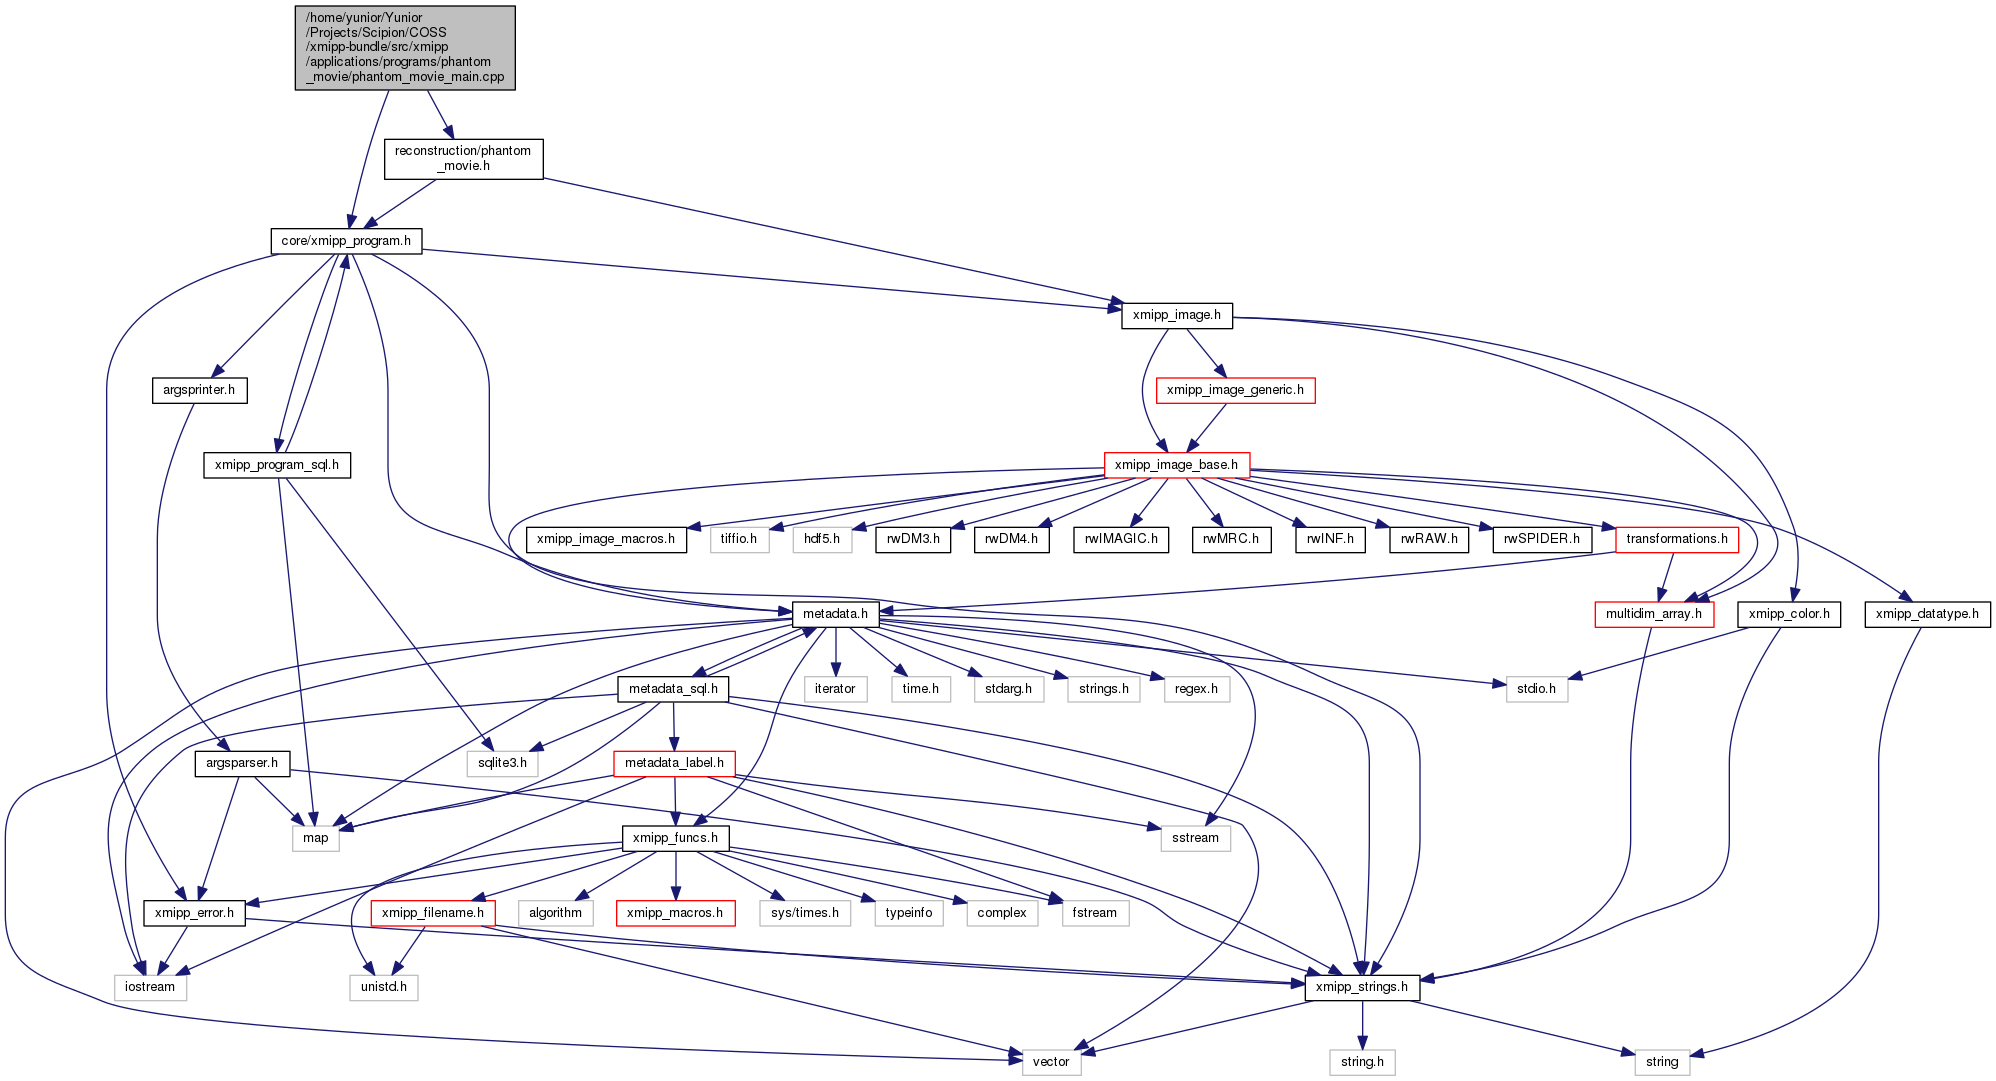 /home/yunior/Yunior
/Projects/Scipion/COSS
/xmipp-bundle/src/xmipp
/applications/programs/phantom
_movie/phantom_movie_main.cpp
reconstruction/phantom
_movie.h
core/xmipp_program.h
xmipp_image.h
argsprinter.h
xmipp_image_generic.h
xmipp_program_sql.h
xmipp_image_base.h
xmipp_image_macros.h
tiffio.h
hdf5.h
rwDM3.h
rwDM4.h
rwIMAGIC.h
rwMRC.h
rwINF.h
rwRAW.h
rwSPIDER.h
transformations.h
metadata.h
multidim_array.h
xmipp_color.h
xmipp_datatype.h
metadata_sql.h
iterator
time.h
stdarg.h
strings.h
regex.h
stdio.h
argsparser.h
sqlite3.h
metadata_label.h
map
xmipp_funcs.h
sstream
xmipp_error.h
xmipp_filename.h
algorithm
xmipp_macros.h
sys/times.h
typeinfo
complex
fstream
iostream
unistd.h
xmipp_strings.h
vector
string.h
string